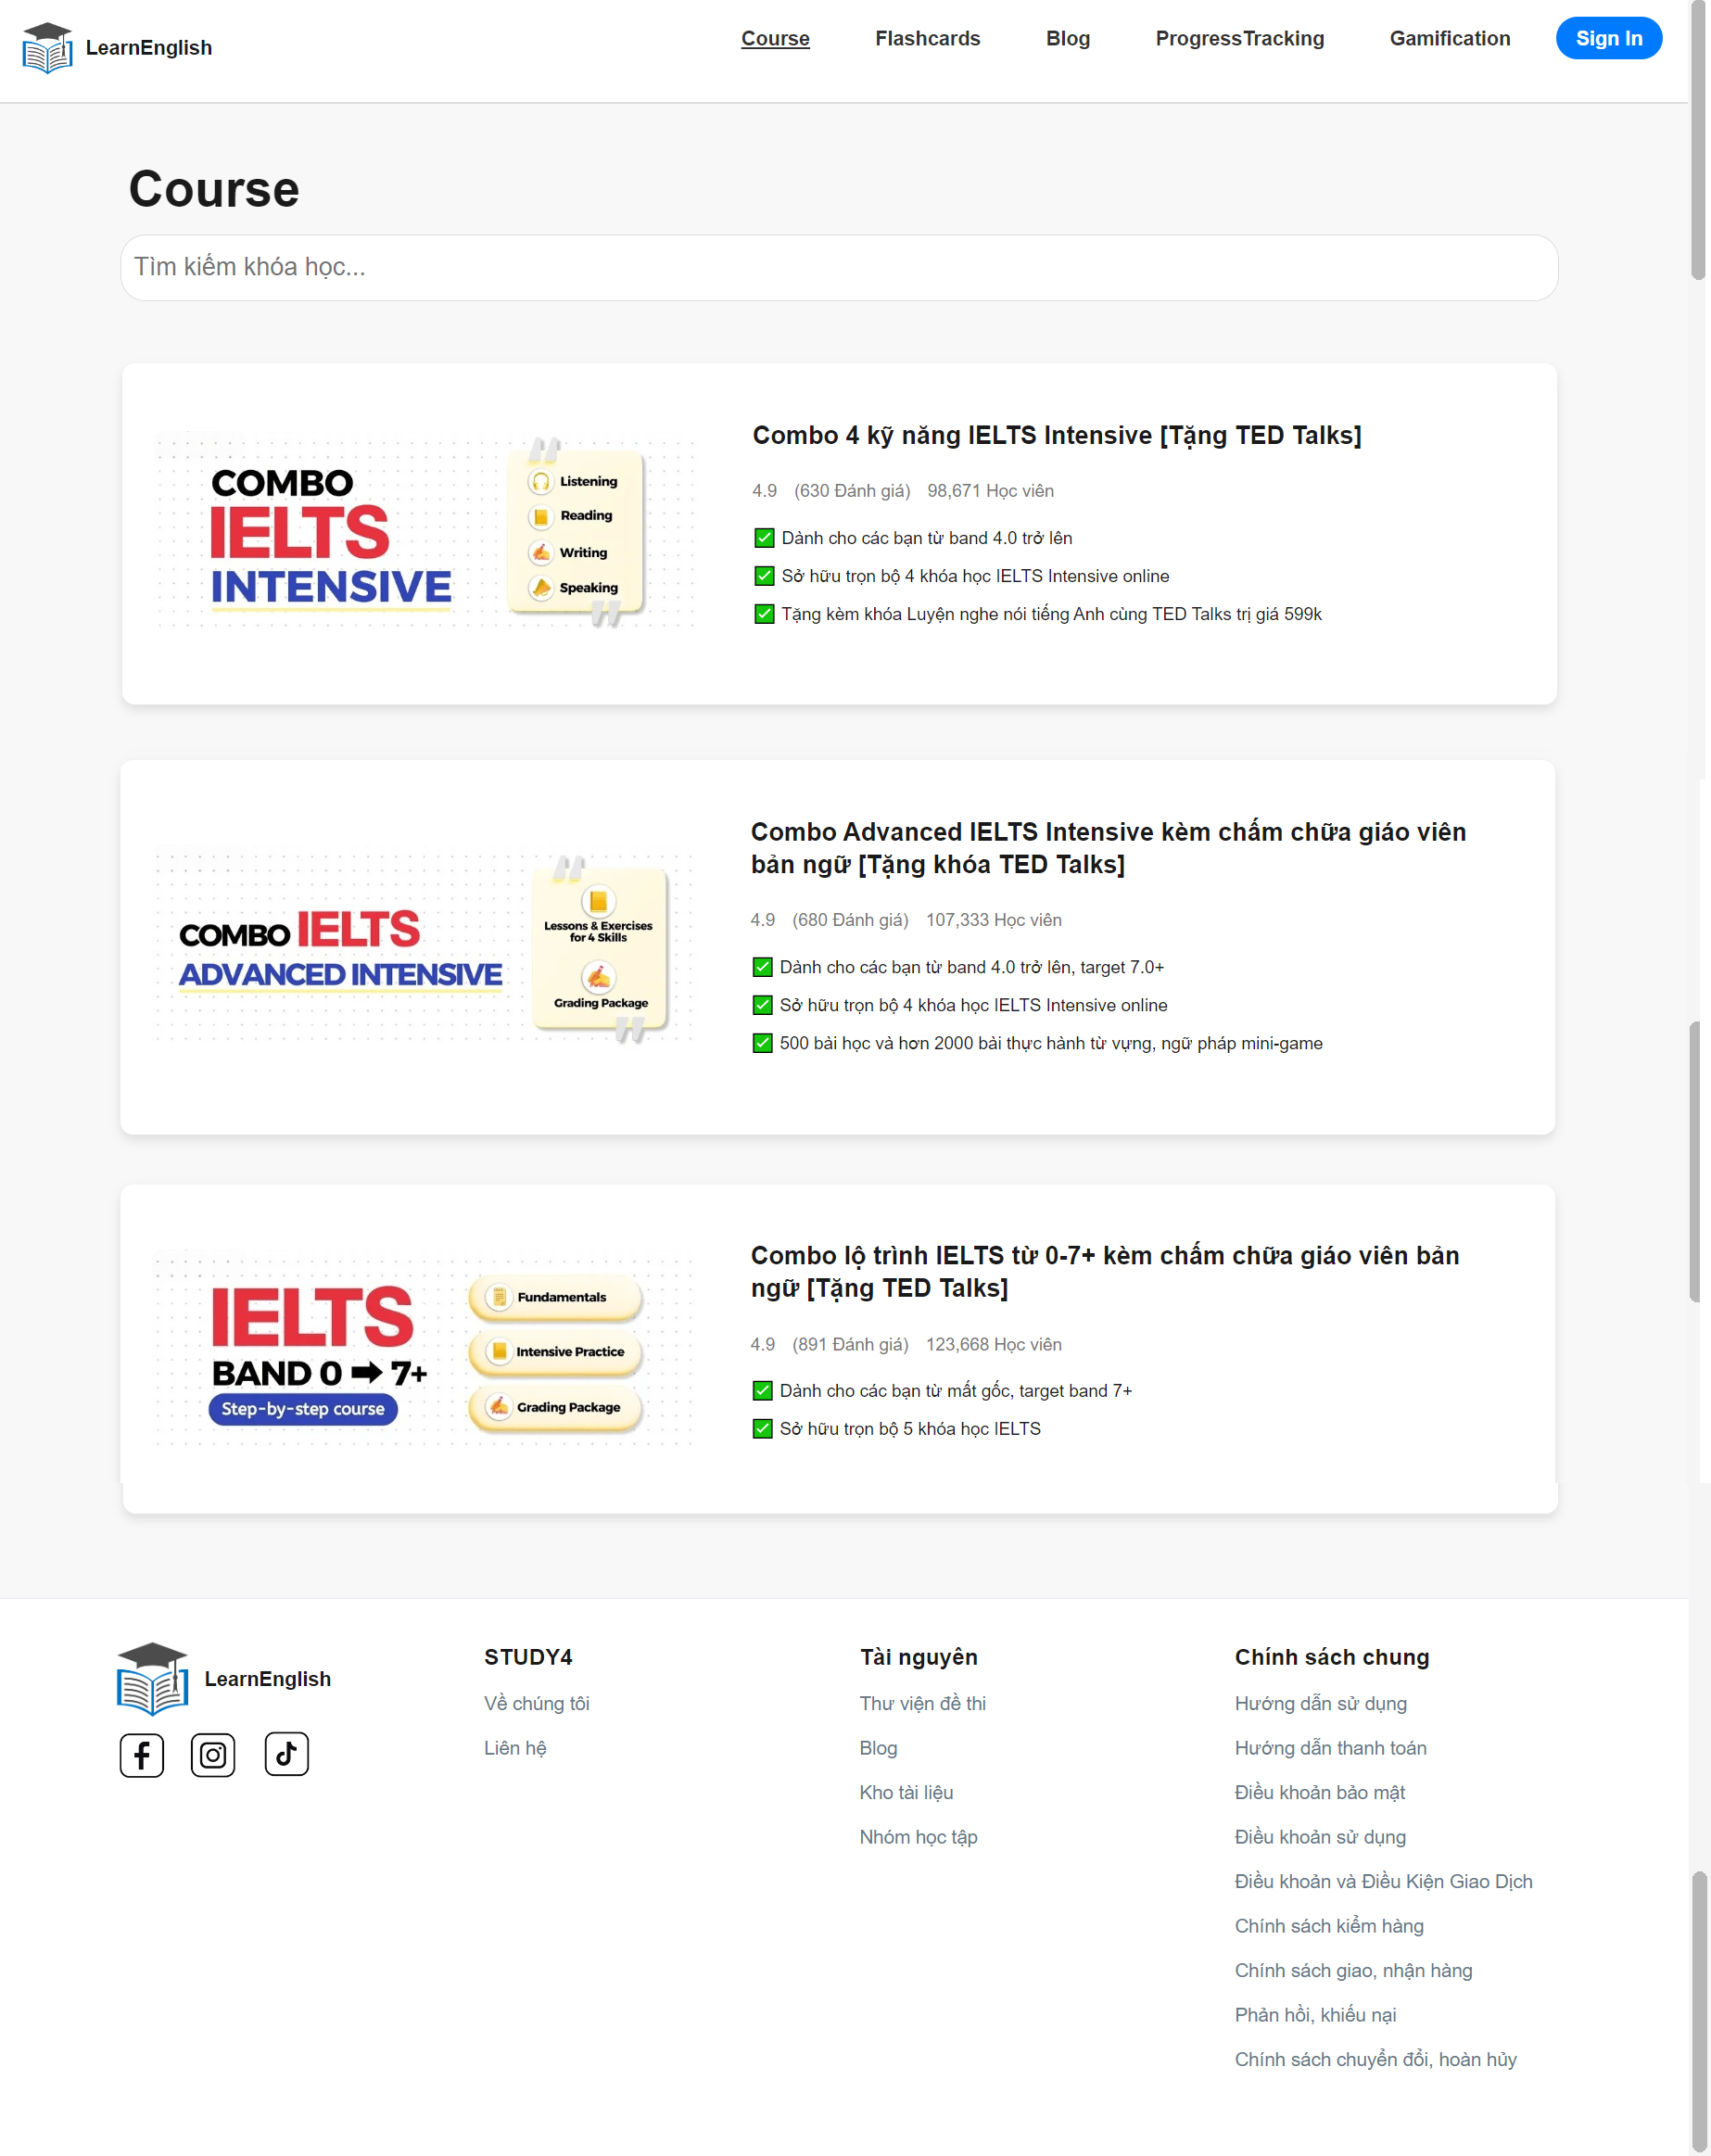 LearnEnglish
Course
Flashcards
Blog
ProgressTracking
Gamification
Sign In
Course
Tìm kiếm khóa học...
COMBO
IELTS
INTENSIVE
Listening
Reading
Writing
Speaking
Combo 4 kỹ năng IELTS Intensive [Tặng TED Talks]
4.9 (630 Đánh giá) 98,671 Học viên
✅ Dành cho các bạn từ band 4.0 trở lên
✅ Sở hữu trọn bộ 4 khóa học IELTS Intensive online
✅ Tặng kèm khóa Luyện nghe nói tiếng Anh cùng TED Talks trị giá 599k
COMBO IELTS
ADVANCED INTENSIVE
Lessons & Exercises
for 4 Skills
Grading Package
Combo Advanced IELTS Intensive kèm chấm chữa giáo viên
bản ngữ [Tặng khóa TED Talks]
4.9 (680 Đánh giá) 107,333 Học viên
✅ Dành cho các bạn từ band 4.0 trở lên, target 7.0+
✅ Sở hữu trọn bộ 4 khóa học IELTS Intensive online
✅ 500 bài học và hơn 2000 bài thực hành từ vựng, ngữ pháp mini-game
IELTS
BAND 0 ➡ 7+
Step-by-step course
Fundamentals
Intensive Practice
Grading Package
Combo lộ trình IELTS từ 0-7+ kèm chấm chữa giáo viên bản
ngữ [Tặng TED Talks]
4.9 (891 Đánh giá) 123,668 Học viên
✅ Dành cho các bạn từ mất gốc, target band 7+
✅ Sở hữu trọn bộ 5 khóa học IELTS
LearnEnglish
STUDY4
Về chúng tôi
Liên hệ
Tài nguyên
Thư viện đề thi
Blog
Kho tài liệu
Nhóm học tập
Chính sách chung
Hướng dẫn sử dụng
Hướng dẫn thanh toán
Điều khoản bảo mật
Điều khoản sử dụng
Điều khoản và Điều Kiện Giao Dịch
Chính sách kiểm hàng
Chính sách giao, nhận hàng
Phản hồi, khiếu nại
Chính sách chuyển đổi, hoàn hủy